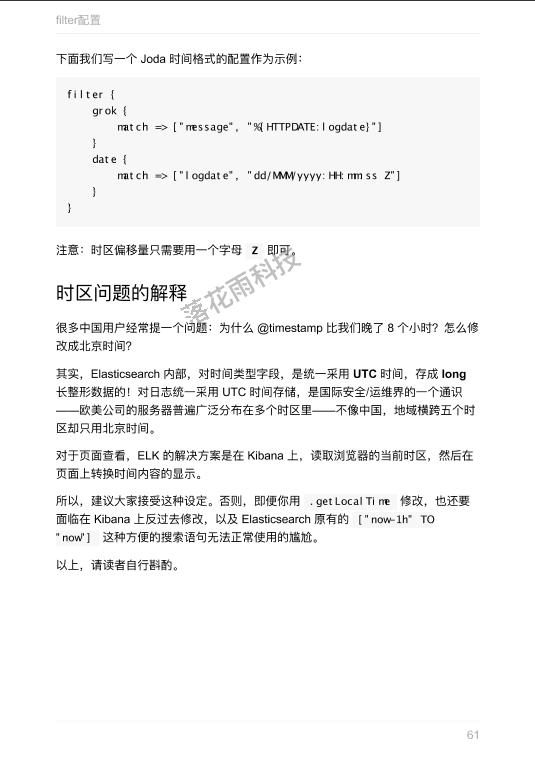 filter配置
下面我们写一个 Joda 时间格式的配置作为示例：
filter {
    grok {
        match => ["message", "%{HTTPDATE:logdate}"]
    }
    date {
        match => ["logdate", "dd/MMM/yyyy:HH:mm:ss Z"]
    }
}
注意：时区偏移量只需要用一个字母 Z 即可。
落花雨科技
时区问题的解释
很多中国用户经常提一个问题：为什么 @timestamp 比我们晚了 8 个小时？怎么修
改成北京时间？
其实，Elasticsearch 内部，对时间类型字段，是统一采用 UTC 时间，存成 long
长整形数据的！对日志统一采用 UTC 时间存储，是国际安全/运维界的一个通识
——欧美公司的服务器普遍广泛分布在多个时区里——不像中国，地域横跨五个时
区却只用北京时间。
对于页面查看，ELK 的解决方案是在 Kibana 上，读取浏览器的当前时区，然后在
页面上转换时间内容的显示。
所以，建议大家接受这种设定。否则，即便你用 .getLocalTime 修改，也还要
面临在 Kibana 上反过去修改，以及 Elasticsearch 原有的 ["now-1h" TO
"now"] 这种方便的搜索语句无法正常使用的尴尬。
以上，请读者自行斟酌。
61